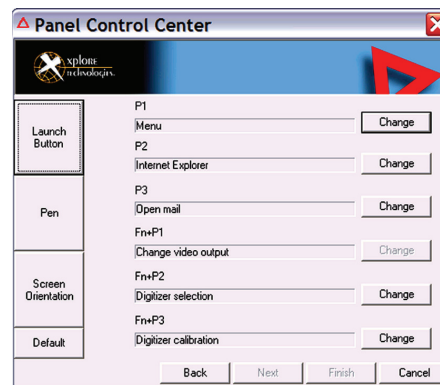 Panel Control Center
xplore
technologies.
Launch
Button
Pen
Screen
Orientation
Default
P1
Menu
Change
P2
Internet Explorer
Change
P3
Open mail
Change
Fn+P1
Change video output
Change
Fn+P2
Digitizer selection
Change
Fn+P3
Digitizer calibration
Change
Back
Next
Finish
Cancel